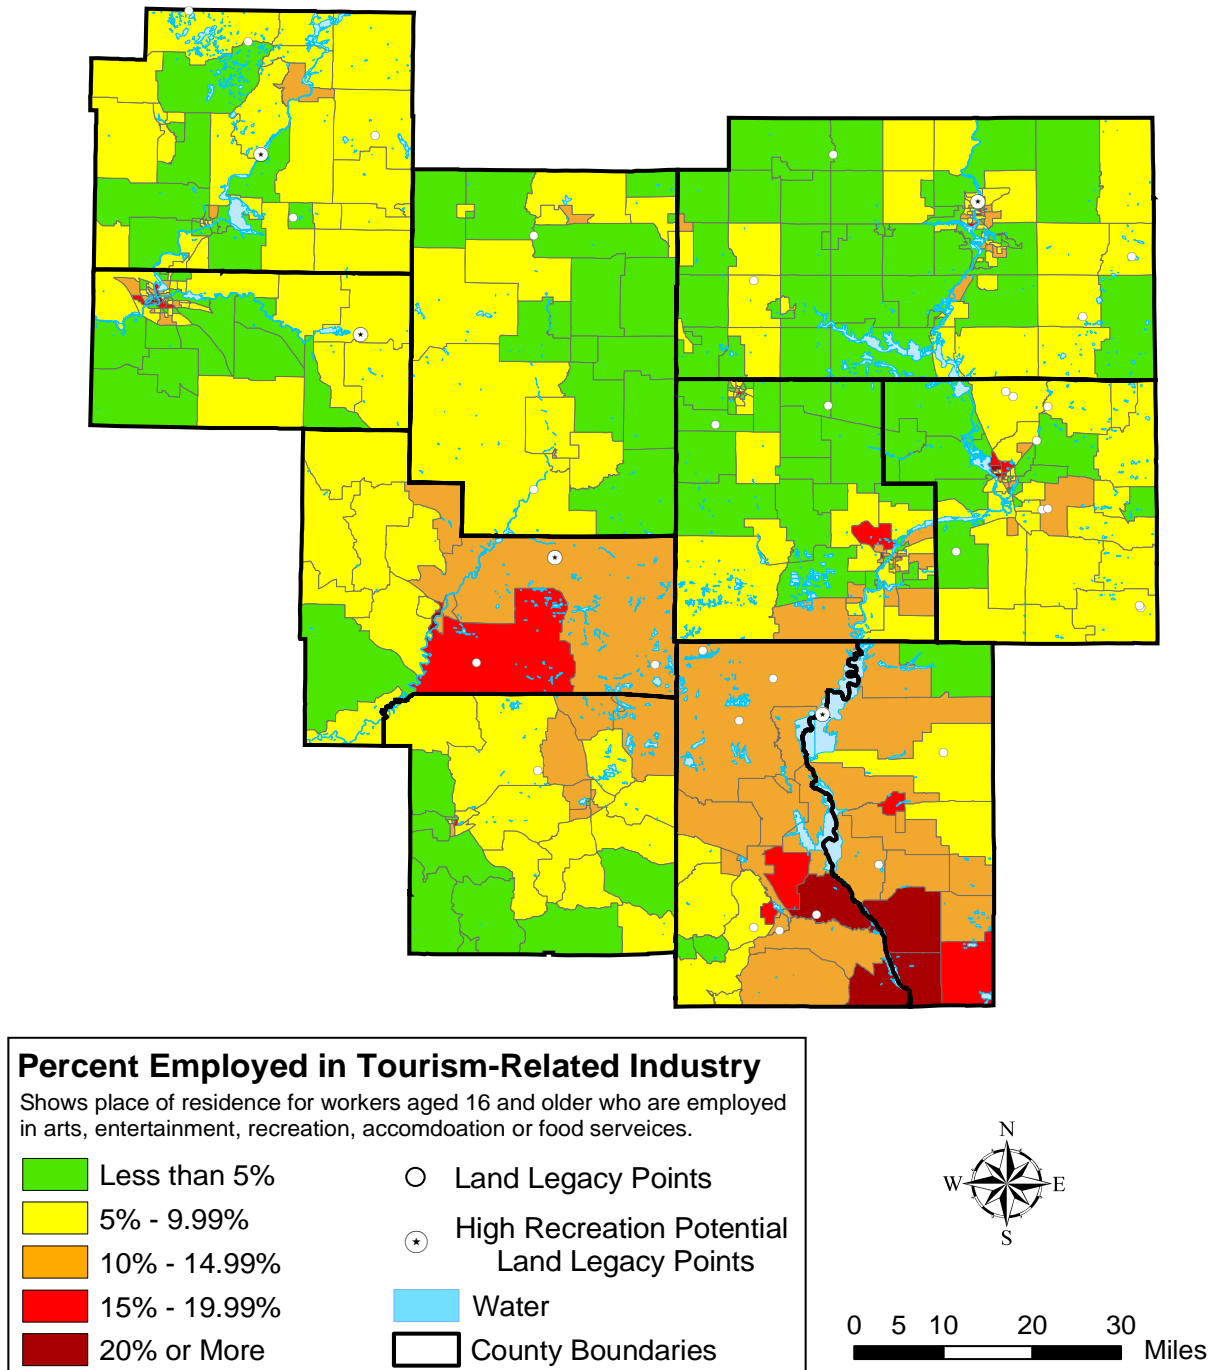 Percent Employed in Tourism-Related Industry
Shows place of residence for workers aged 16 and older who are employed
in arts, entertainment, recreation, accomdoation or food serveices.
Less than 5%
5% - 9.99%
10% - 14.99%
15% - 19.99%
20% or More
Land Legacy Points
High Recreation Potential
Land Legacy Points
Water
County Boundaries
N
W E
S
0 5 10 20 30
Miles